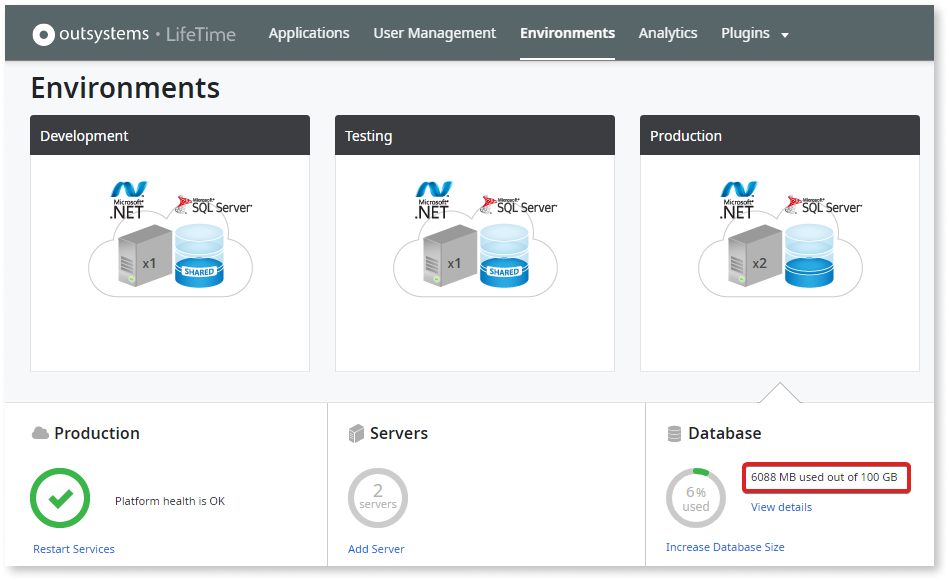 outsystems · LifeTime Applications User Management Environments Analytics Plugins
Environments
Development Testing Production
Microsoft® .NET Microsoft® SQL Server® x1 SHARED
Microsoft® .NET Microsoft® SQL Server® x1 SHARED
Microsoft® .NET Microsoft® SQL Server® x2
Production
Platform health is OK
Restart Services
Servers
2
servers
Add Server
Database
6%
used
6088 MB used out of 100 GB
View details
Increase Database Size